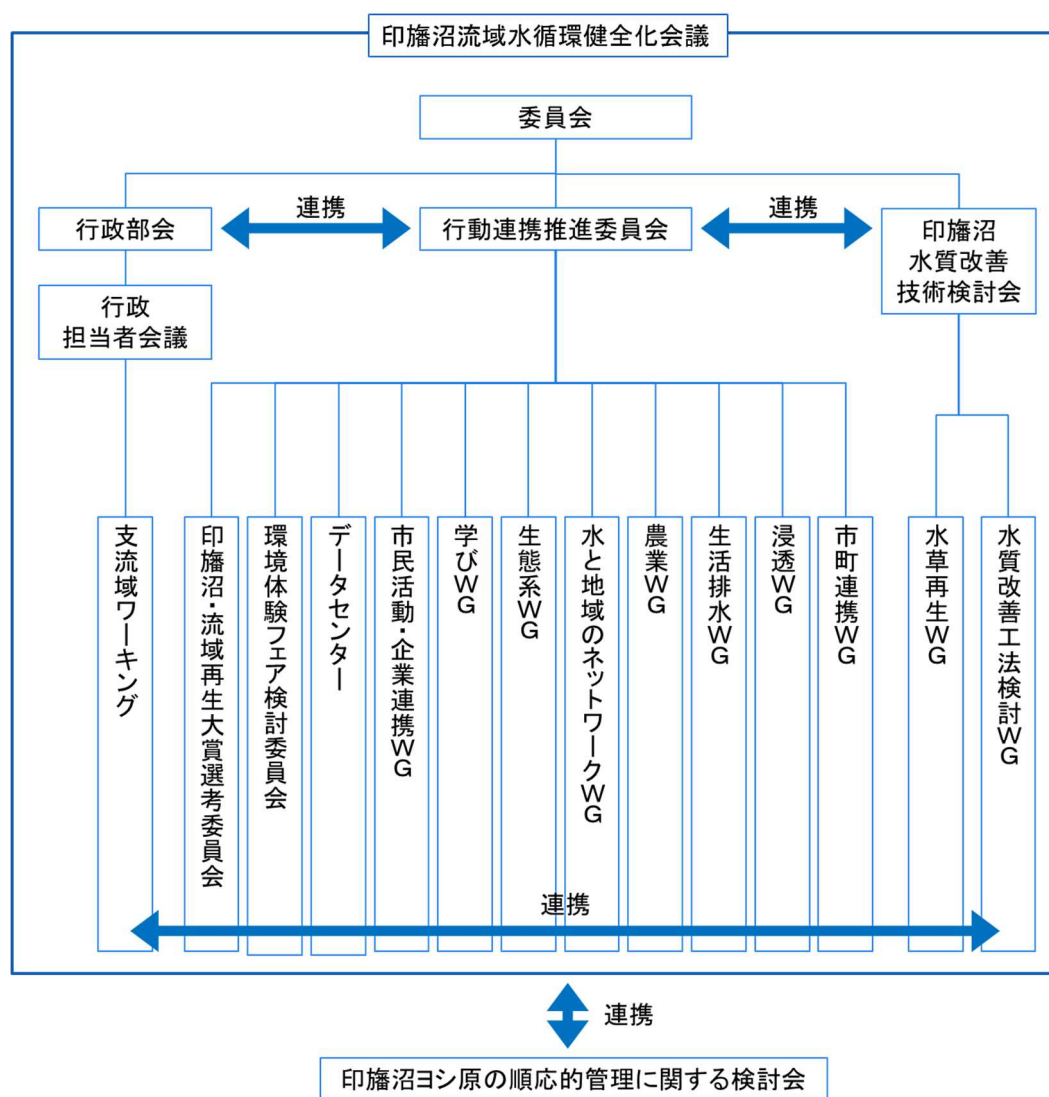 印旛沼流域水循環健全化会議
委員会
行政部会
連携
行動連携推進委員会
連携
印旛沼
水質改善
技術検討会
行政
担当者会議
支流域ワーキング
印旛沼・流域再生大賞選考委員会
環境体験フェア検討委員会
データセンター
市民活動・企業連携WG
学びWG
生態系WG
水と地域のネットワークWG
農業WG
生活排水WG
浸透WG
市町連携WG
水草再生WG
水質改善工法検討WG
連携
連携
印旛沼ヨシ原の順応的管理に関する検討会